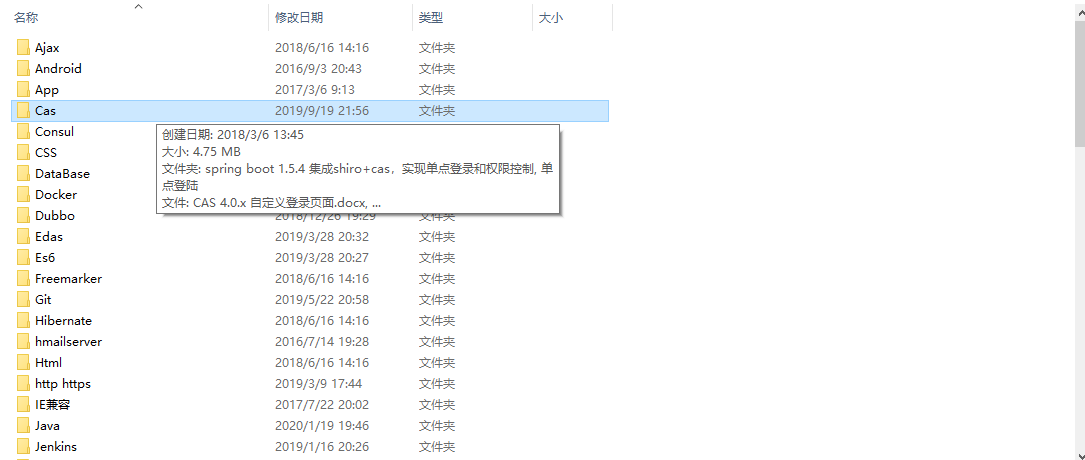 名称 修改日期 类型 大小
Ajax 2018/6/16 14:16 文件夹
Android 2016/9/3 20:43 文件夹
App 2017/3/6 9:13 文件夹
Cas 2019/9/19 21:56 文件夹
Consul
创建日期: 2018/3/6 13:45
CSS
大小: 4.75 MB
DataBase
文件夹: spring boot 1.5.4 集成shiro+cas，实现单点登录和权限控制, 单
点登陆
Docker
文件: CAS 4.0.x 自定义登录页面.docx, ...
Dubbo 2018/12/26 19:29 文件夹
Edas 2019/3/28 20:32 文件夹
Es6 2019/3/28 20:27 文件夹
Freemarker 2018/6/16 14:16 文件夹
Git 2019/5/22 20:58 文件夹
Hibernate 2018/6/16 14:16 文件夹
hmailserver 2016/7/14 19:28 文件夹
Html 2018/6/16 14:16 文件夹
http https 2019/3/9 17:44 文件夹
IE兼容 2017/7/22 20:02 文件夹
Java 2020/1/19 19:46 文件夹
Jenkins 2019/1/16 20:26 文件夹